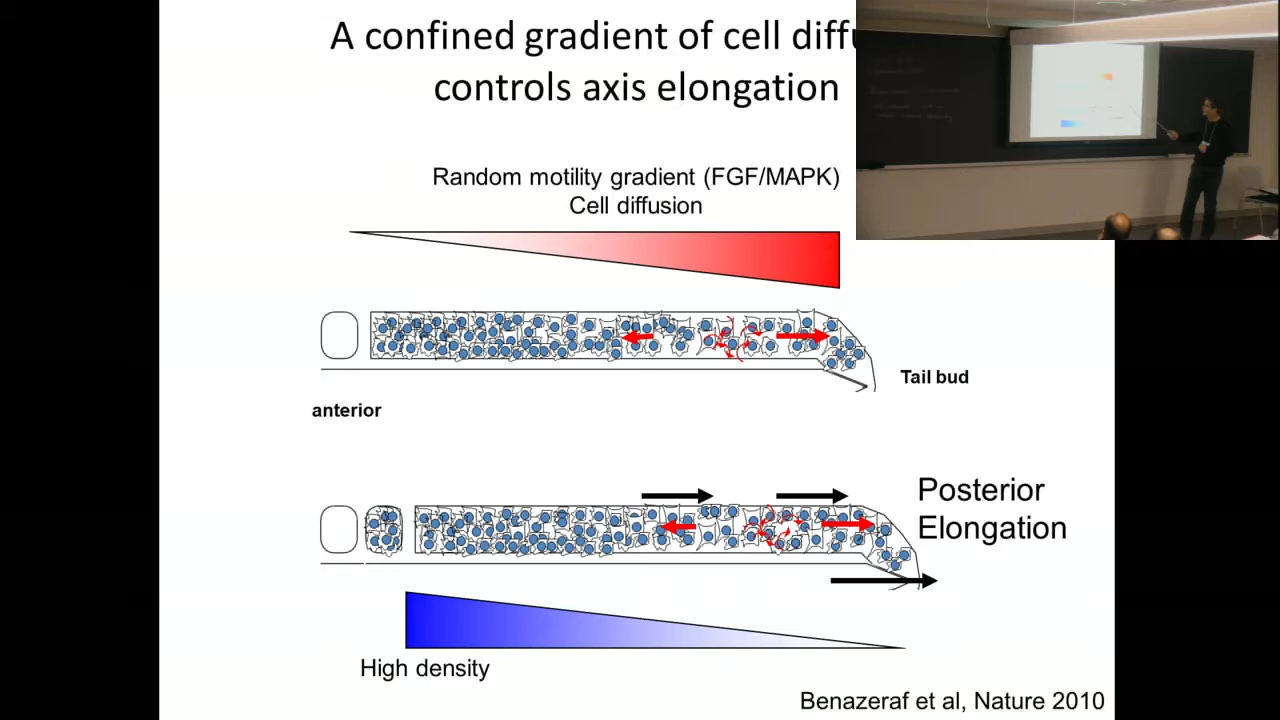 A confined gradient of cell diffu
controls axis elongation
Random motility gradient (FGF/MAPK)
Cell diffusion
Tail bud
anterior
Posterior
Elongation
High density
Benazeraf et al, Nature 2010